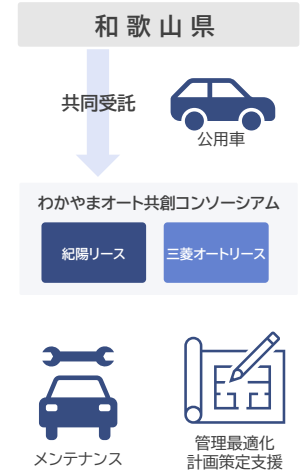 和歌山県
共同受託
公用車
わかやまオート共創コンソーシアム
紀陽リース
三菱オートリース
メンテナンス
管理最適化
計画策定支援